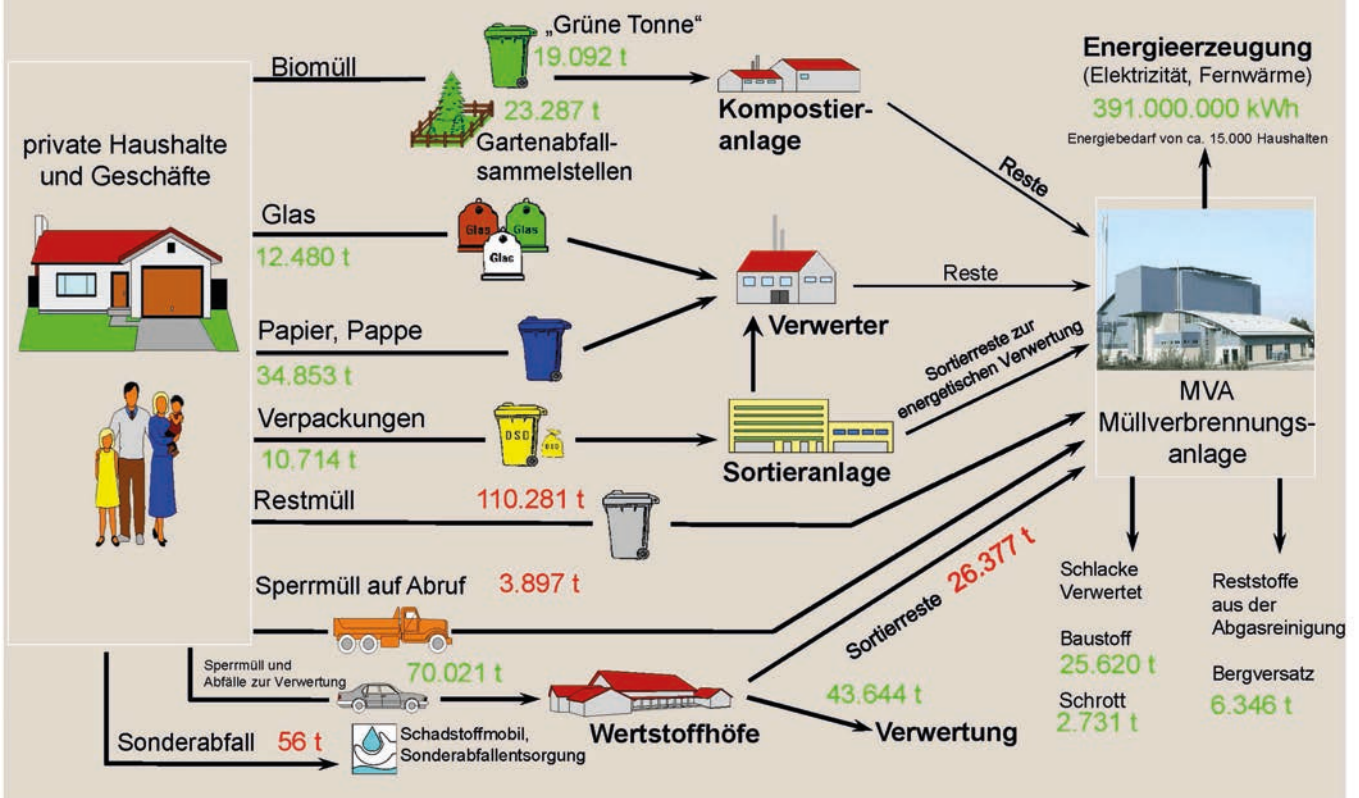 private Haushalte
und Geschäfte
Biomüll
„Grüne Tonne“
19.092 t
23.287 t
Gartenabfall-
sammelstellen
Kompostier-
anlage
Reste
Energieerzeugung
(Elektrizität, Fernwärme)
391.000.000 kWh
Energiebedarf von ca. 15.000 Haushalten
Glas
12.480 t
Glas
Glas
Glac
Verwerter
Reste
Papier, Pappe
34.853 t
Verpackungen
10.714 t
DSD
DSD
Sortieranlage
Sortierreste zur
energetischen Verwertung
MVA
Müllverbrennungs-
anlage
Restmüll
110.281 t
Sperrmüll auf Abruf
3.897 t
Sperrmüll und
Abfälle zur Verwertung
70.021 t
Wertstoffhöfe
Sortierreste 26.377 t
43.644 t
Verwertung
Sonderabfall
56 t
Schadstoffmobil,
Sonderabfallentsorgung
Schlacke
Verwertet
Baustoff
25.620 t
Schrott
2.731 t
Reststoffe
aus der
Abgasreinigung
Bergversatz
6.346 t